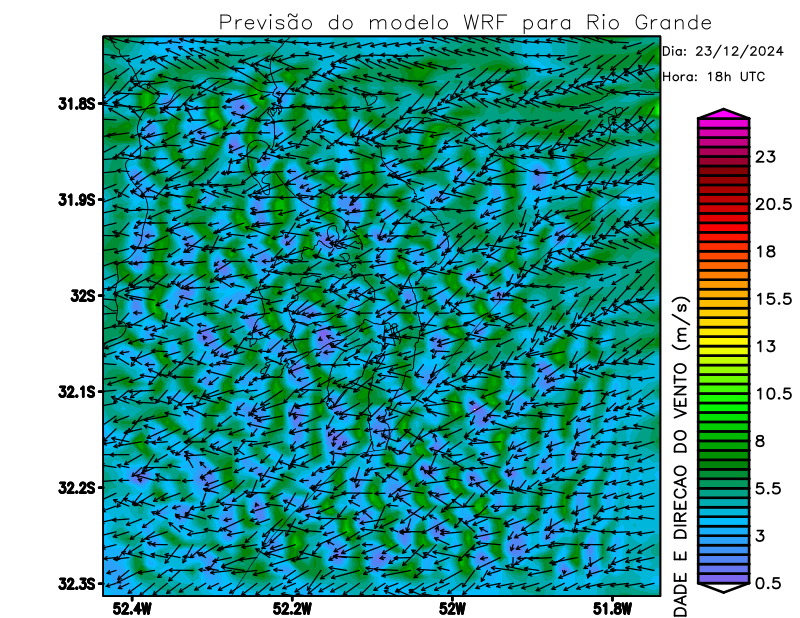 Previsão do modelo WRF para Rio Grande
Dia: 23/12/2024
Hora: 18h UTC
31.8S
31.9S
32S
32.1S
32.2S
32.3S
52.4W
52.2W
52W
51.8W
DADE E DIRECAO DO VENTO (m/s)
23
20.5
18
15.5
13
10.5
8
5.5
3
0.5